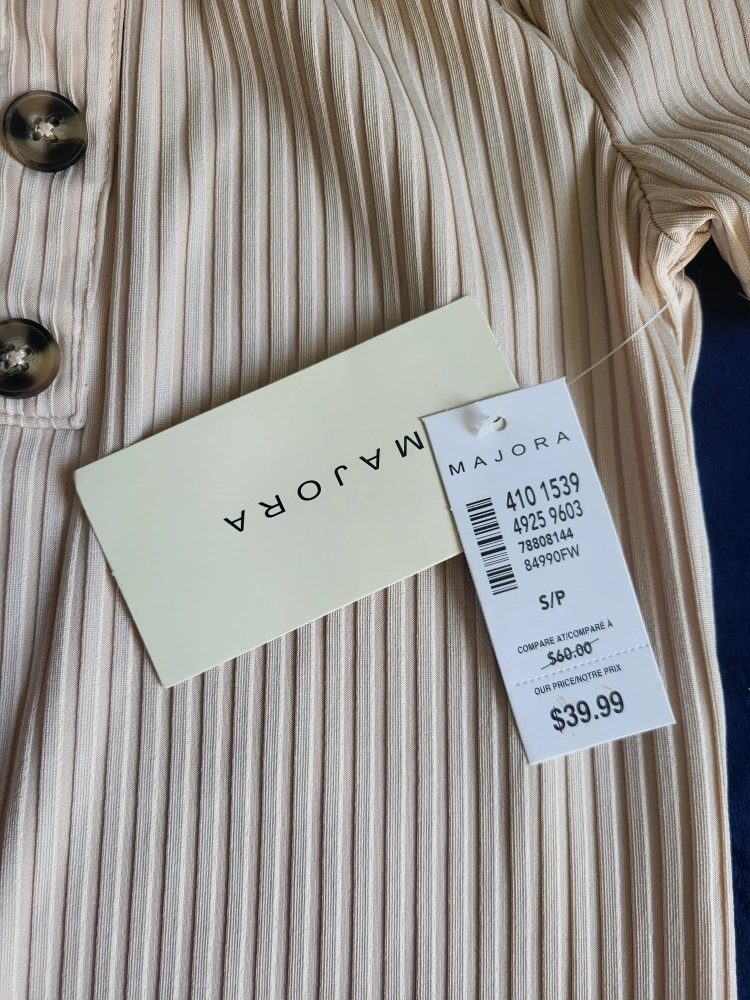 MAJORA
MAJORA
410 1539
4925 9603
78808144
84990FW
S/P
COMPARE AT/COMPARÉ À
$60.00
OUR PRICE/NOTRE PRIX
$39.99